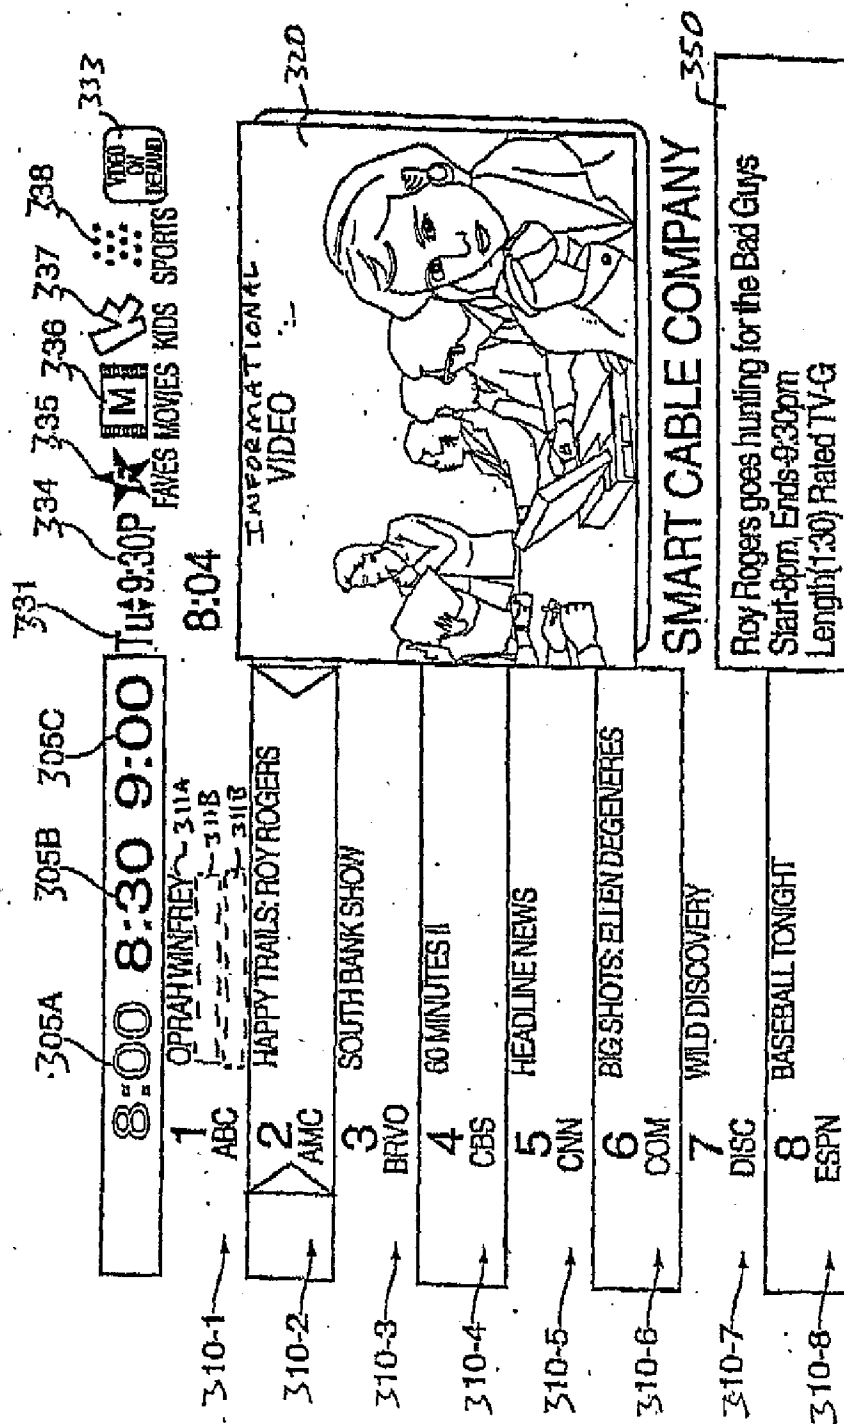 305A
305B
305C
331
334
335
336
337
338
333
8:00 8:30 9:00
Tu 9:30P
M
VIDEO
ON
DEMAND
FAVES MOVIES KIDS SPORTS
8:04
310-1
1
ABC
OPRAH WINFREY
311A
311B
311B
310-2
2
AMC
HAPPY TRAILS: ROY ROGERS
310-3
3
BRVO
SOUTH BANK SHOW
310-4
4
CBS
60 MINUTES II
310-5
5
CNN
HEADLINE NEWS
310-6
6
COM
BIG SHOTS: ELLEN DEGENERES
310-7
7
DISC
WILD DISCOVERY
310-8
8
ESPN
BASEBALL TONIGHT
320
INFORMATIONAL
VIDEO
SMART CABLE COMPANY
350
Roy Rogers goes hunting for the Bad Guys
Start-8pm, Ends-9:30pm
Length(1:30) Rated TV-G